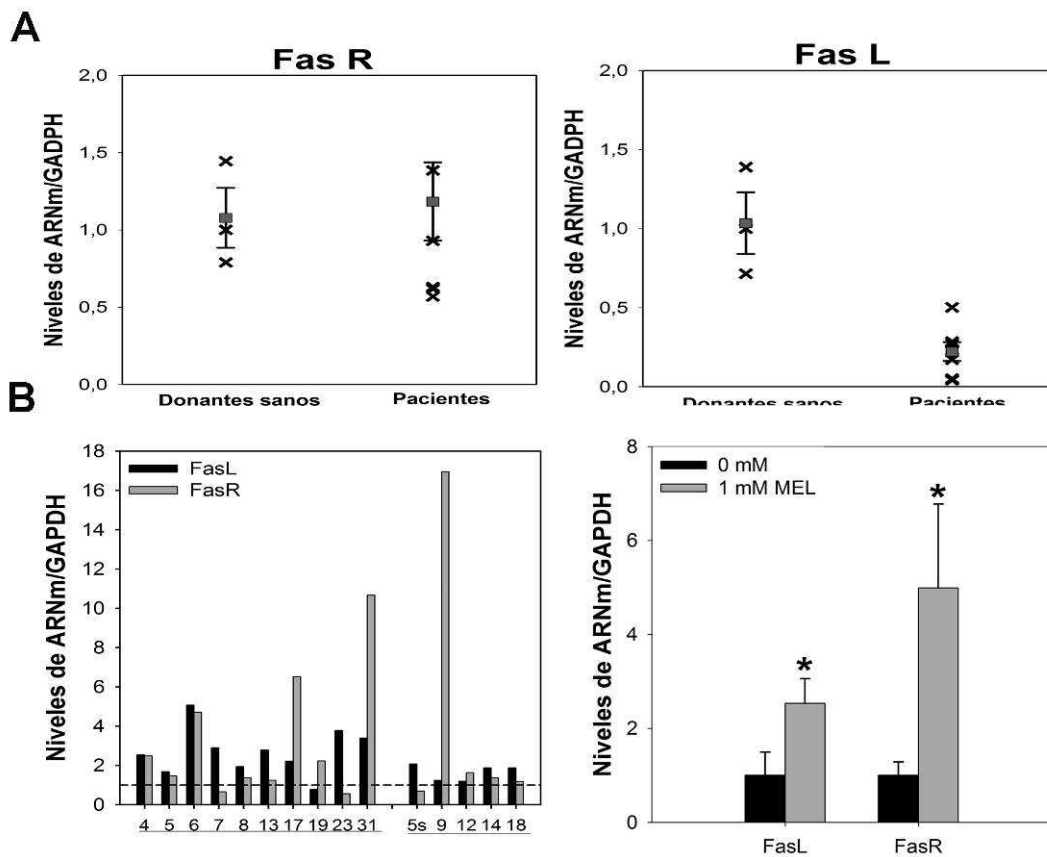 A
Fas R
Fas L
Niveles de ARNm/GADPH
2,0
1,5
1,0
0,5
0,0
Donantes sanos
Pacientes
Niveles de ARNm/GADPH
2,0
1,5
1,0
0,5
0,0
Donantes sanos
Pacientes
B
Niveles de ARNm/GAPDH
18
16
14
12
10
8
6
4
2
0
FasL
FasR
4 5 6 7 8 13 17 19 23 31 5s 9 12 14 18
Niveles de ARNm/GAPDH
8
6
4
2
0
0 mM
1 mM MEL
*
*
FasL
FasR